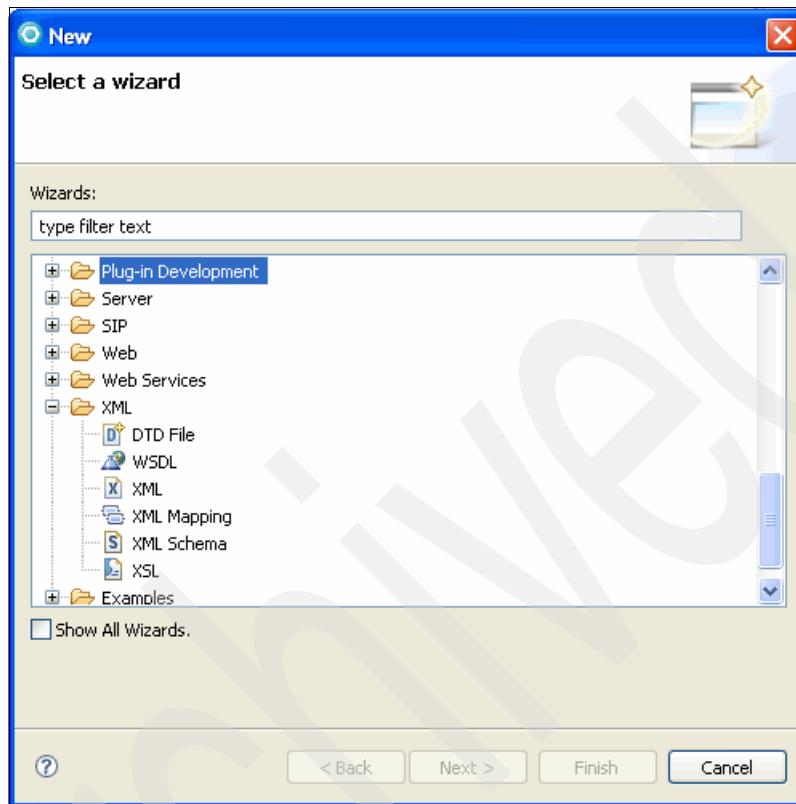 New
Select a wizard
Wizards:
type filter text
Plug-in Development
Server
SIP
Web
Web Services
XML
DTD File
WSDL
XML
XML Mapping
XML Schema
XSL
Examples
Show All Wizards.
< Back Next > Finish Cancel